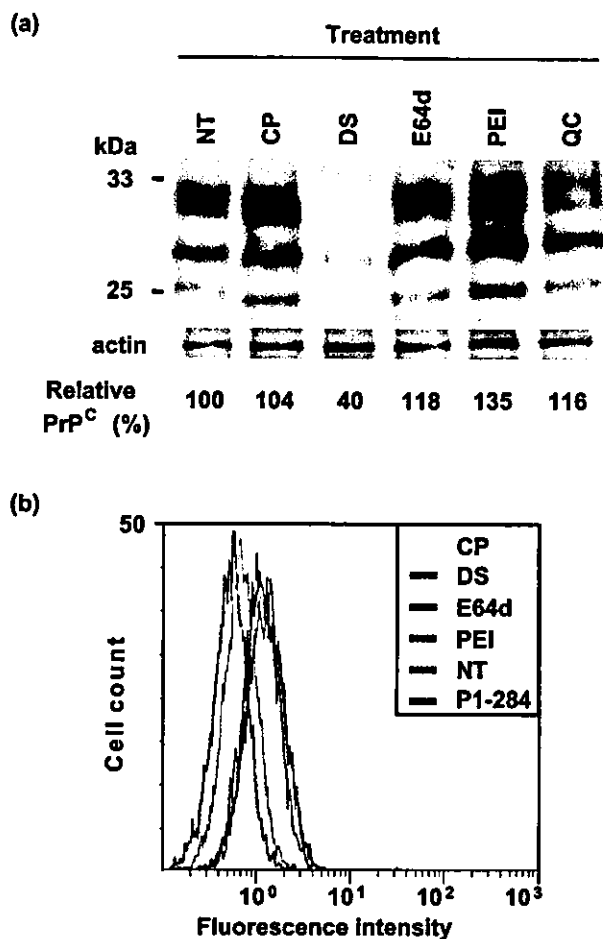 (a)
Treatment
kDa
NT CP DS E64d PEI QC
33
25
actin
Relative PrP^C (%)
100 104 40 118 135 116
(b)
50
CP
DS
E64d
PEI
NT
P1-284
Cell count
10^0 10^1 10^2 10^3
Fluorescence intensity